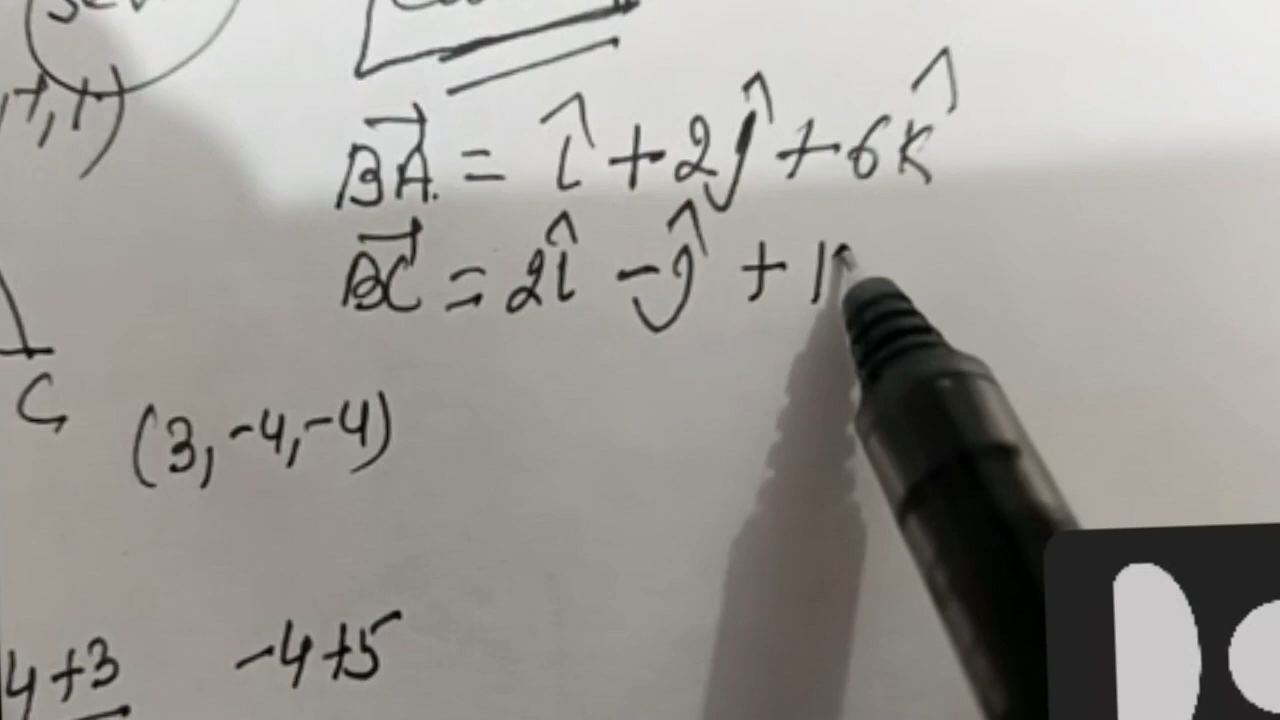 BA⃗ = î + 2ĵ + 6k̂
BC⃗ = 2î - ĵ + 1
C (3, -4, -4)
4+3 -4+5